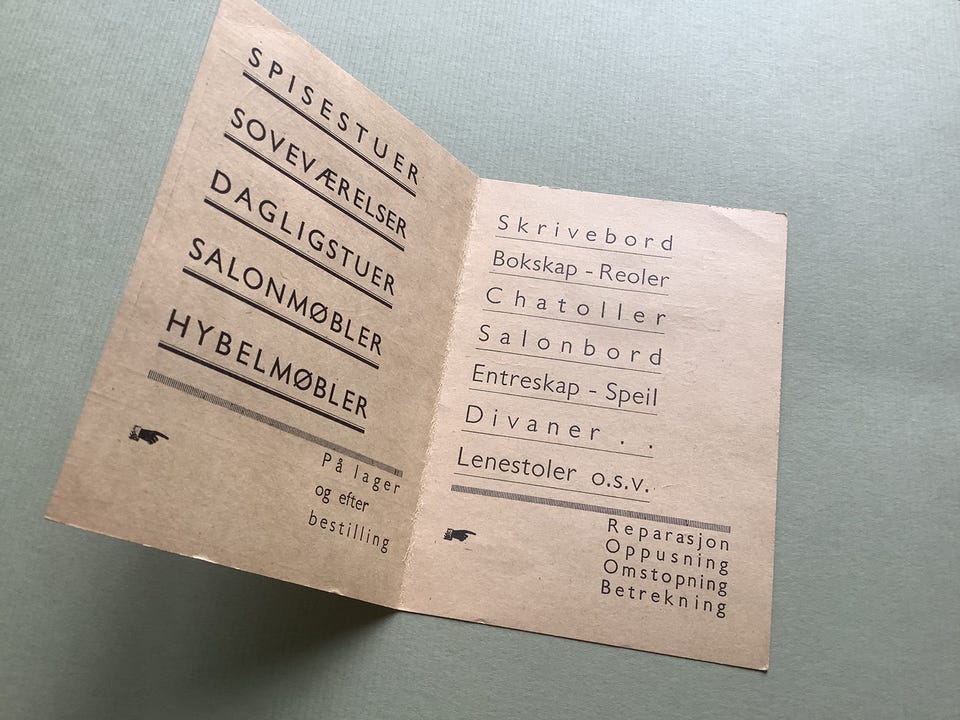 SPISESTUER
SOVEVÆRELSER
DAGLIGSTUER
SALONMØBLER
HYBELMØBLER
På lager
og efter
bestilling
Skrivebord
Bokskap - Reoler
Chatoller
Salonbord
Entreskap - Speil
Divaner . .
Lenestoler o.s.v.
Reparasjon
Oppusning
Omstopning
Betrekning